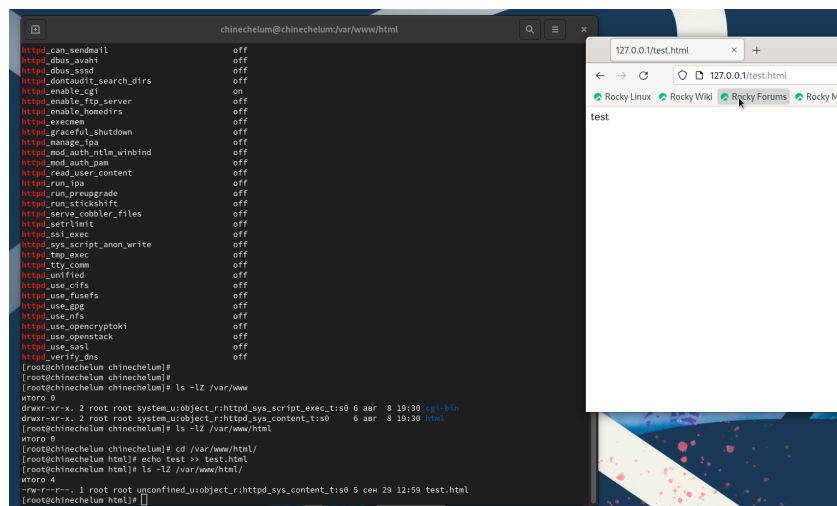 chinechelum@chinechelum:/var/www/html
httpd_can_sendmail off
httpd_dbus_avahi off
httpd_dbus_sssd off
httpd_dontaudit_search_dirs off
httpd_enable_cgi on
httpd_enable_ftp_server off
httpd_enable_homedirs off
httpd_execmem off
httpd_graceful_shutdown off
httpd_manage_ipa off
httpd_mod_auth_ntlm_winbind off
httpd_mod_auth_pam off
httpd_read_user_content off
httpd_run_ipa off
httpd_run_preupgrade off
httpd_run_stickshift off
httpd_serve_cobbler_files off
httpd_setrlimit off
httpd_ssi_exec off
httpd_sys_script_anon_write off
httpd_tmp_exec off
httpd_tty_comm off
httpd_unified off
httpd_use_cifs off
httpd_use_fusefs off
httpd_use_gpg off
httpd_use_nfs off
httpd_use_opencryptoki off
httpd_use_openstack off
httpd_use_sasl off
httpd_verify_dns off
[root@chinechelum chinechelum]#
[root@chinechelum chinechelum]#
[root@chinechelum chinechelum]# ls -lZ /var/www
итого 0
drwxr-xr-x. 2 root root system_u:object_r:httpd_sys_script_exec_t:s0 6 авг 8 19:30 cgi-bin
drwxr-xr-x. 2 root root system_u:object_r:httpd_sys_content_t:s0 6 авг 8 19:30 html
[root@chinechelum chinechelum]# ls -lZ /var/www/html
итого 0
[root@chinechelum chinechelum]# cd /var/www/html/
[root@chinechelum html]# echo test >> test.html
[root@chinechelum html]# ls -lZ /var/www/html/
итого 4
-rw-r--r--. 1 root root unconfined_u:object_r:httpd_sys_content_t:s0 5 сен 29 12:59 test.html
[root@chinechelum html]#
127.0.0.1/test.html
127.0.0.1/test.html
Rocky Linux Rocky Wiki Rocky Forums Rocky M
test